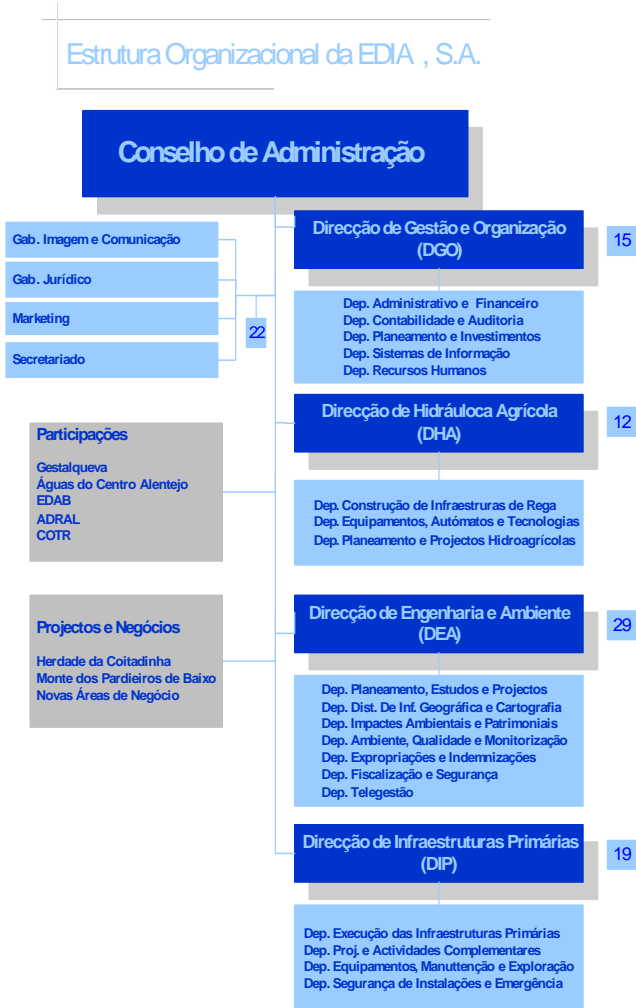 Estrutura Organizacional da EDIA , S.A.
Conselho de Administração
Gab. Imagem e Comunicação
Gab. Jurídico
Marketing
Secretariado
22
Direcção de Gestão e Organização
(DGO)
15
Dep. Administrativo e Financeiro
Dep. Contabilidade e Auditoria
Dep. Planeamento e Investimentos
Dep. Sistemas de Informação
Dep. Recursos Humanos
Participações
Gestalqueva
Águas do Centro Alentejo
EDAB
ADRAL
COTR
Direcção de Hidráuloca Agrícola
(DHA)
12
Dep. Construção de Infraestruras de Rega
Dep. Equipamentos, Autómatos e Tecnologias
Dep. Planeamento e Projectos Hidroagrícolas
Projectos e Negócios
Herdade da Coitadinha
Monte dos Pardieiros de Baixo
Novas Áreas de Negócio
Direcção de Engenharia e Ambiente
(DEA)
29
Dep. Planeamento, Estudos e Projectos
Dep. Dist. De Inf. Geográfica e Cartografia
Dep. Impactes Ambientais e Patrimoniais
Dep. Ambiente, Qualidade e Monitorização
Dep. Expropriações e Indemnizações
Dep. Fiscalização e Segurança
Dep. Telegestão
Direcção de Infraestruturas Primárias
(DIP)
19
Dep. Execução das Infraestruturas Primárias
Dep. Proj. e Actividades Complementares
Dep. Equipamentos, Manuttenção e Exploração
Dep. Segurança de Instalações e Emergência